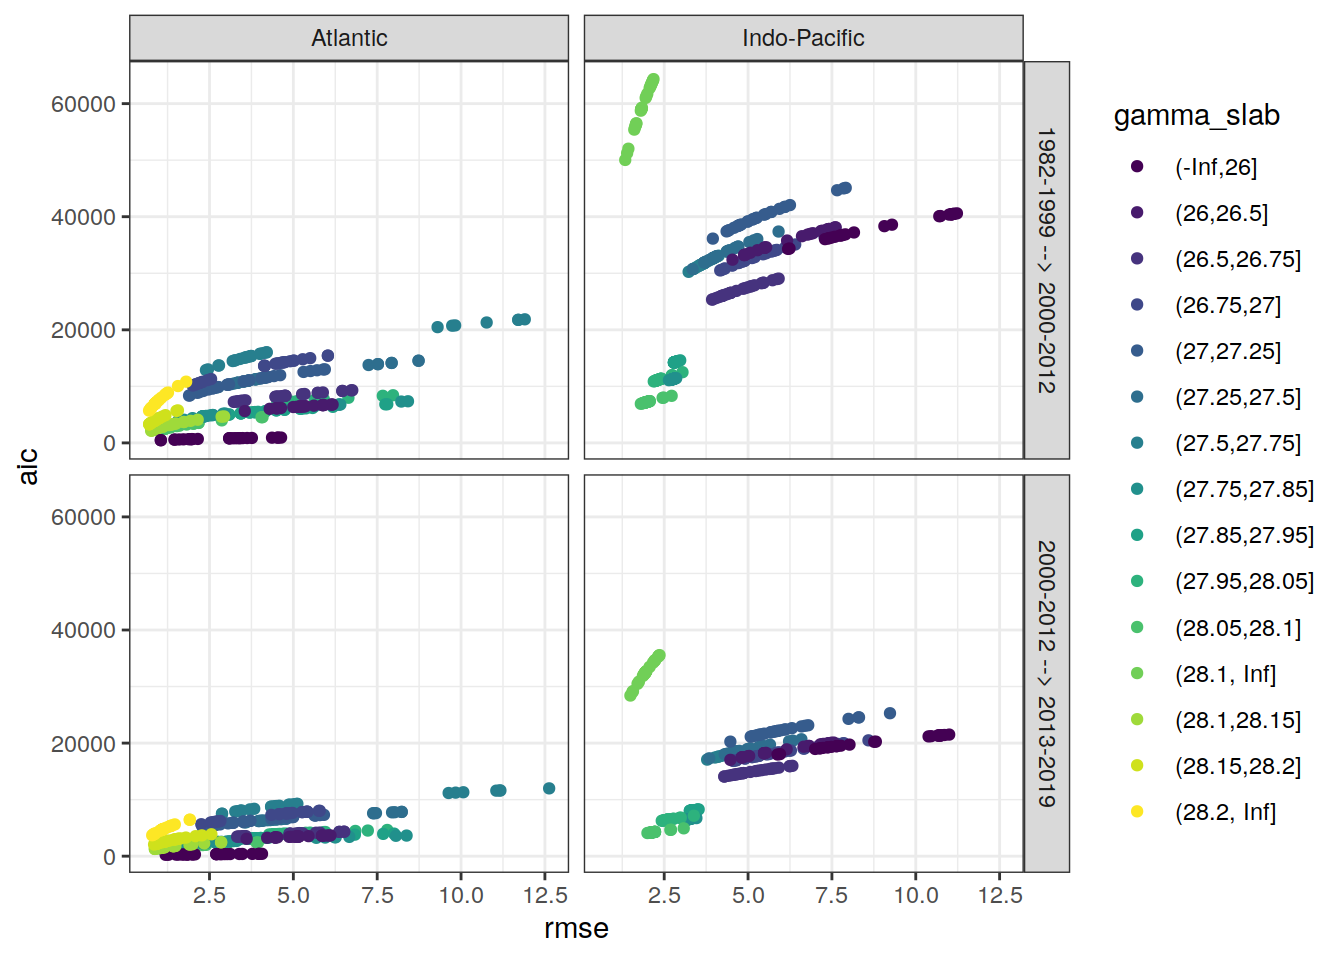 Atlantic
Indo-Pacific
60000
40000
20000
0
1982-1999 --> 2000-2012
60000
40000
20000
0
2000-2012 --> 2013-2019
2.5 5.0 7.5 10.0 12.5
2.5 5.0 7.5 10.0 12.5
rmse
aic
gamma_slab
(-Inf,26]
(26,26.5]
(26.5,26.75]
(26.75,27]
(27,27.25]
(27.25,27.5]
(27.5,27.75]
(27.75,27.85]
(27.85,27.95]
(27.95,28.05]
(28.05,28.1]
(28.1, Inf]
(28.1,28.15]
(28.15,28.2]
(28.2, Inf]